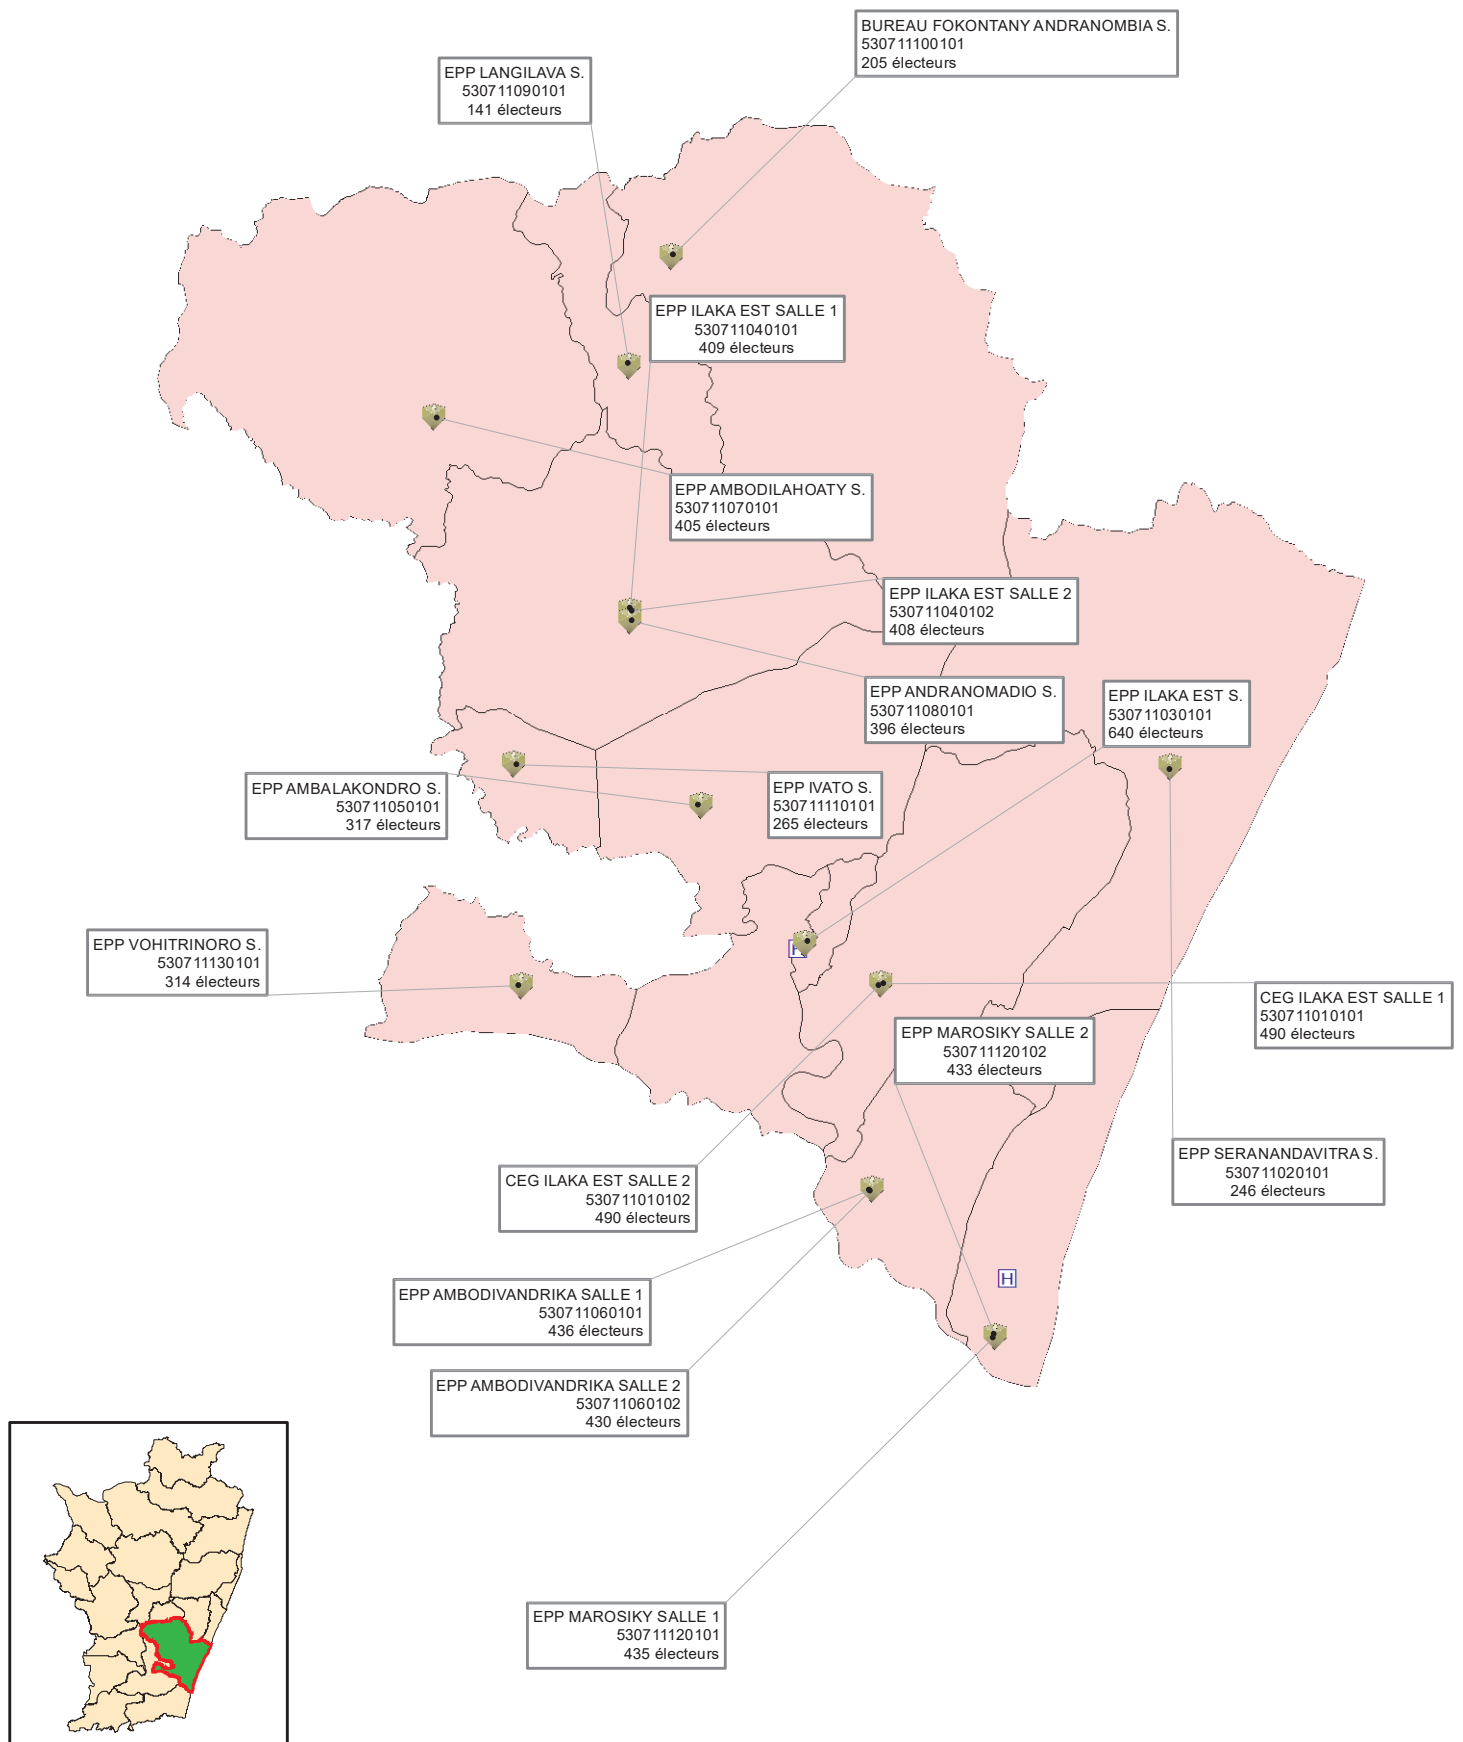 BUREAU FOKONTANY ANDRANOMBIA S.
530711100101
205 électeurs
EPP LANGILAVA S.
530711090101
141 électeurs
EPP ILAKA EST SALLE 1
530711040101
409 électeurs
EPP AMBODILAHOATY S.
530711070101
405 électeurs
EPP ILAKA EST SALLE 2
530711040102
408 électeurs
EPP ANDRANOMADIO S.
530711080101
396 électeurs
EPP ILAKA EST S.
530711030101
640 électeurs
EPP AMBALAKONDRO S.
530711050101
317 électeurs
EPP IVATO S.
530711110101
265 électeurs
EPP VOHITRINORO S.
530711130101
314 électeurs
H
CEG ILAKA EST SALLE 1
530711010101
490 électeurs
EPP MAROSIKY SALLE 2
530711120102
433 électeurs
EPP SERANANDAVITRA S.
530711020101
246 électeurs
CEG ILAKA EST SALLE 2
530711010102
490 électeurs
H
EPP AMBODIVANDRIKA SALLE 1
530711060101
436 électeurs
EPP AMBODIVANDRIKA SALLE 2
530711060102
430 électeurs
EPP MAROSIKY SALLE 1
530711120101
435 électeurs